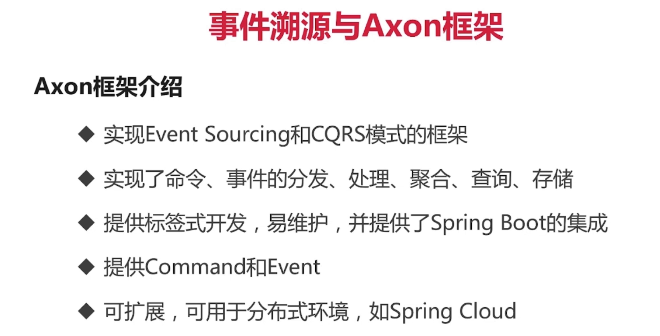 事件溯源与Axon框架
Axon框架介绍
◆ 实现Event Sourcing和CQRS模式的框架
◆ 实现了命令、事件的分发、处理、聚合、查询、存储
◆ 提供标签式开发，易维护，并提供了Spring Boot的集成
◆ 提供Command和Event
◆ 可扩展，可用于分布式环境，如Spring Cloud